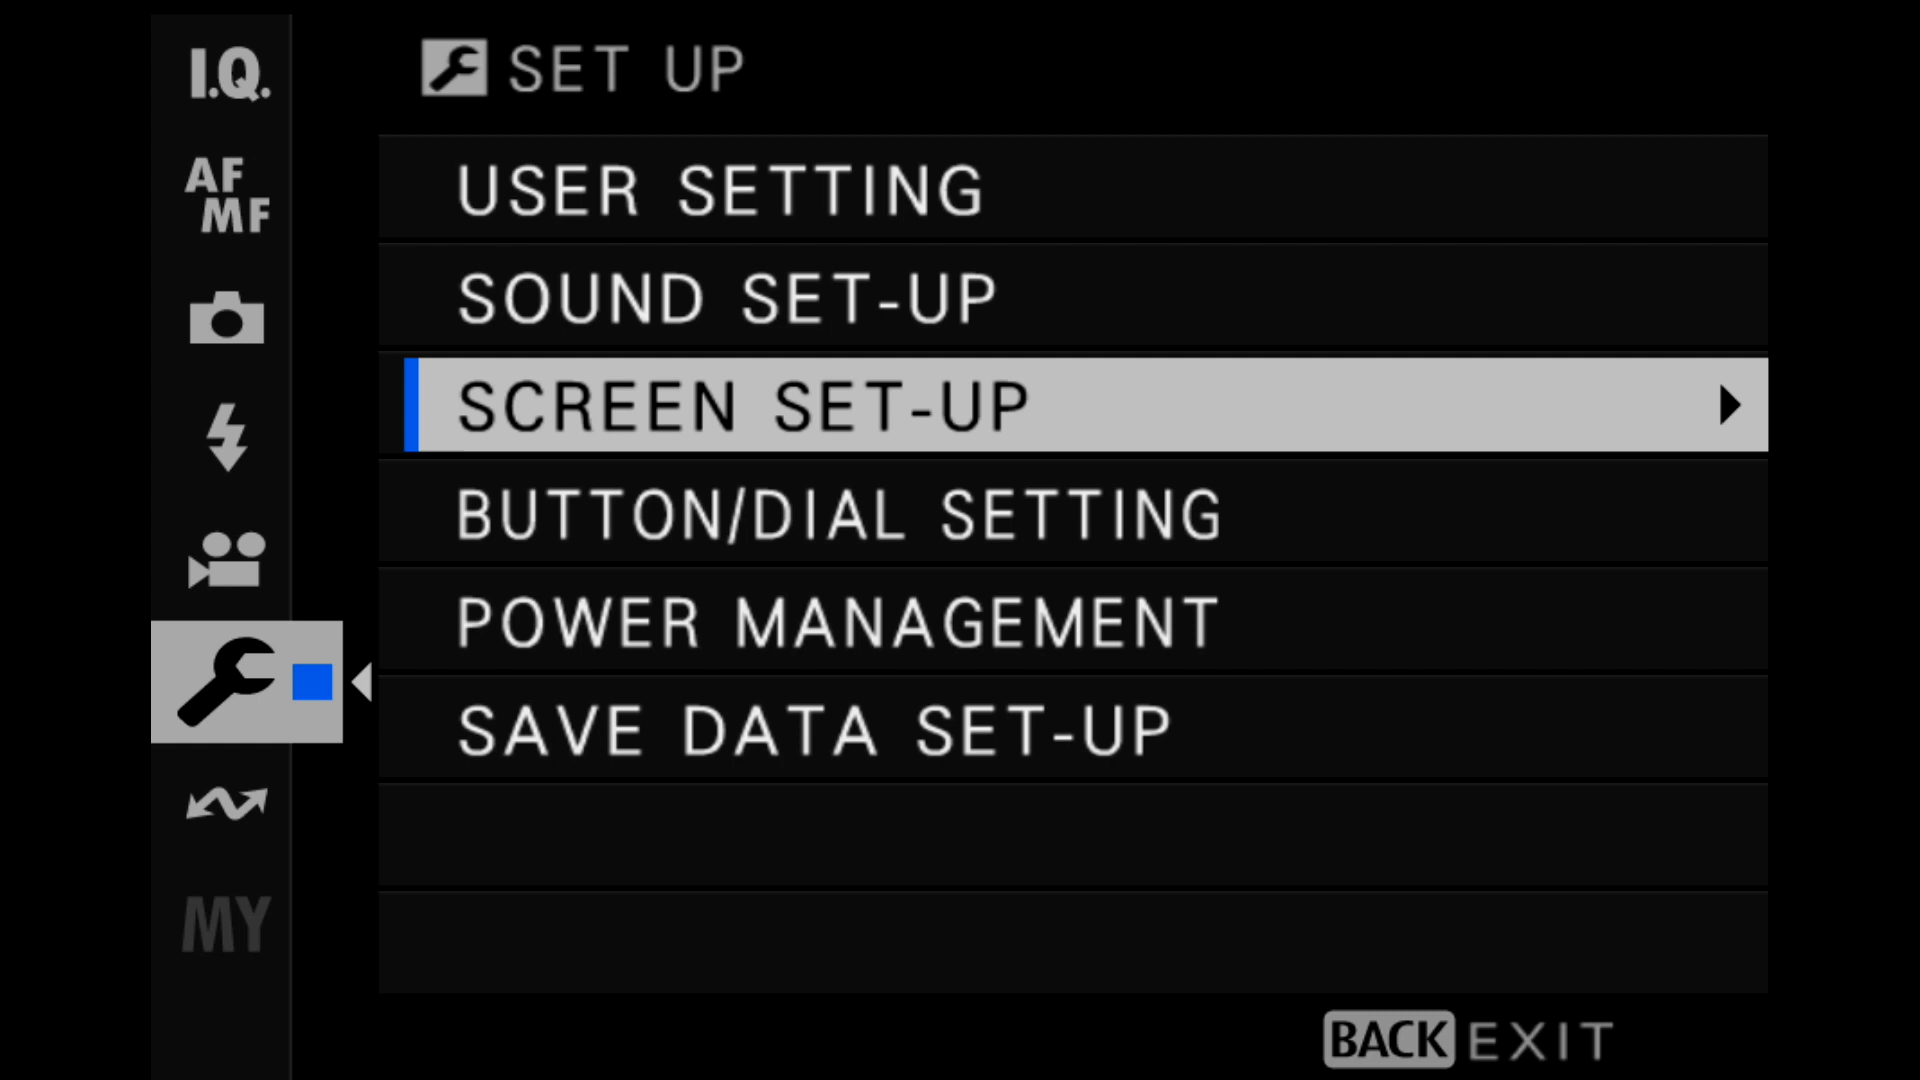 I.Q.
AF
MF
MY
SET UP
USER SETTING
SOUND SET-UP
SCREEN SET-UP
BUTTON/DIAL SETTING
POWER MANAGEMENT
SAVE DATA SET-UP
BACK EXIT